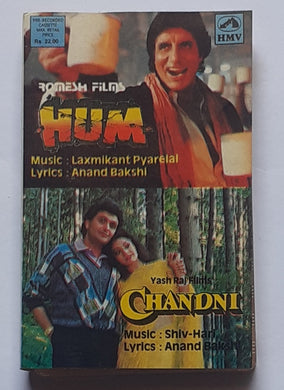 PRE RECORDED
CASSETTE
MAX. RETAIL
PRICE
Rs. 22.00
HMV
ROMESH FILMS
HUM
Music : Laxmikant Pyarelal
Lyrics : Anand Bakshi
Yash Raj Films
CHANDNI
Music : Shiv-Hari
Lyrics : Anand Bakshi